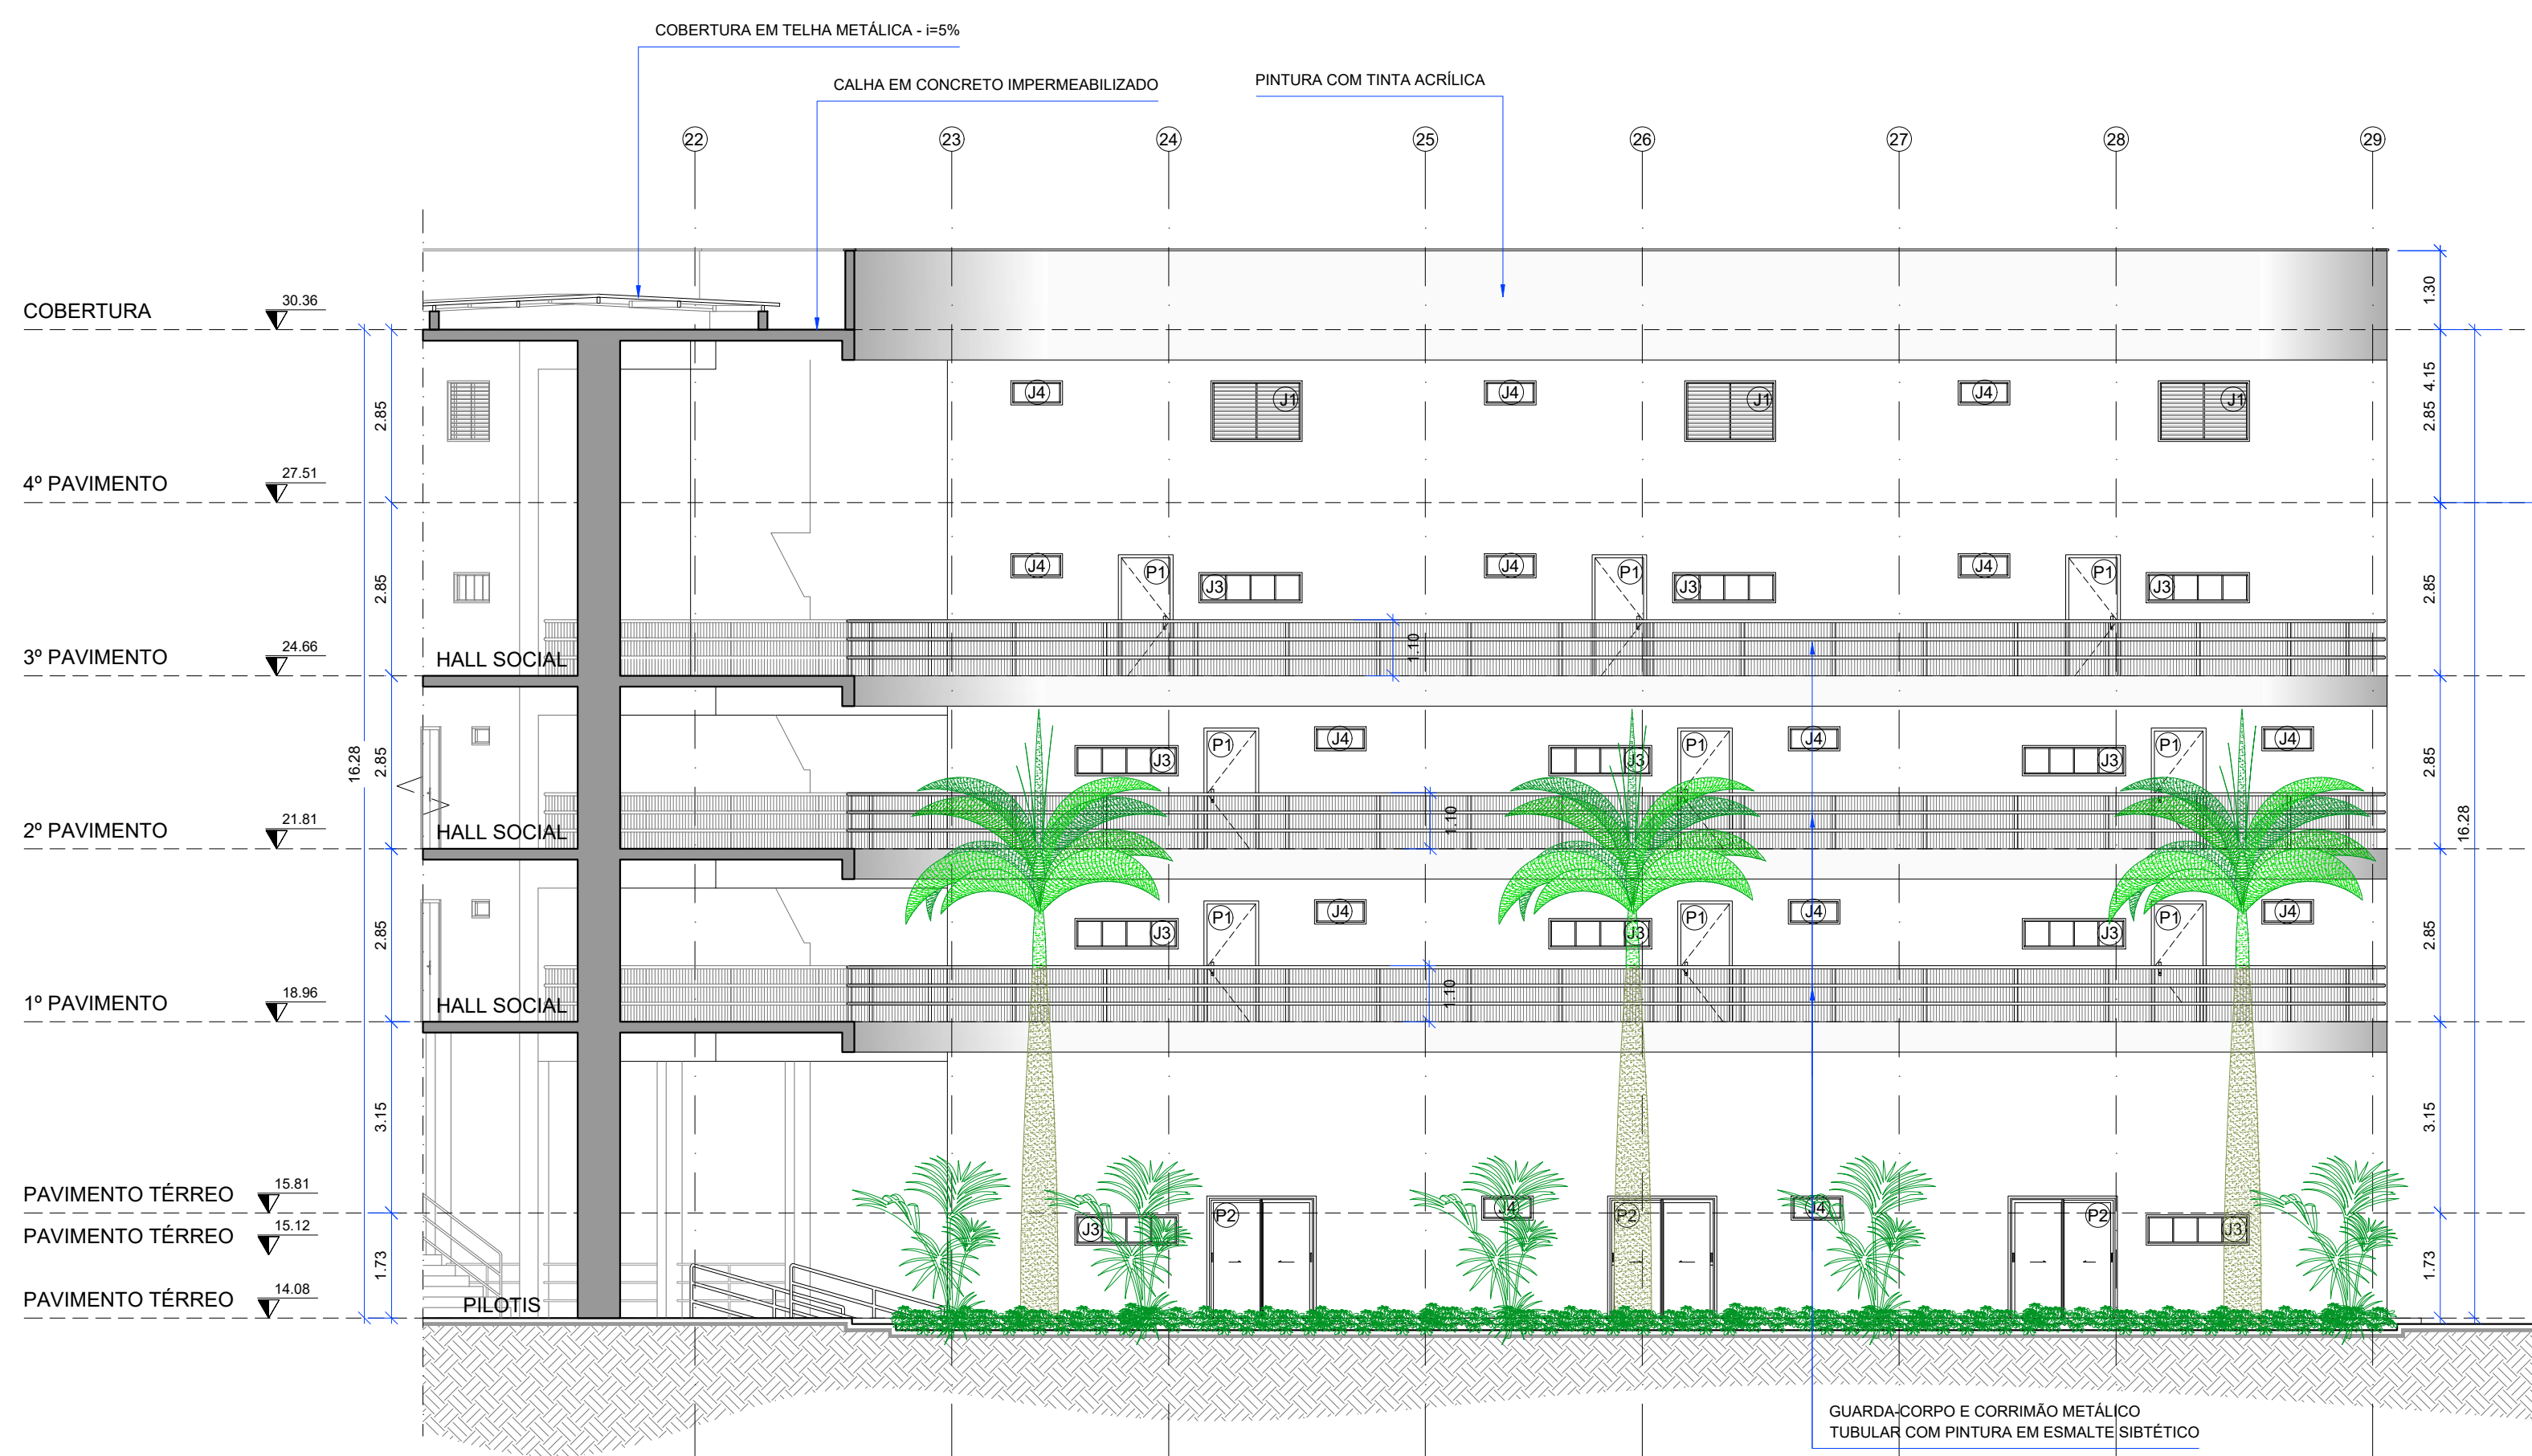 COBERTURA EM TELHA METÁLICA - i=5%
CALHA EM CONCRETO IMPERMEABILIZADO
PINTURA COM TINTA ACRÍLICA
22 23 24 25 26 27 28 29
COBERTURA 30.36
1.30
4.15
2.85 2.85
J4 J1 J4 J1 J4 J1
4º PAVIMENTO 27.51
2.85 2.85
J4 P1 J3 J4 P1 J3 J4 P1 J3
1.10
3º PAVIMENTO 24.66
HALL SOCIAL
16.28 2.85 2.85 16.28
J3 P1 J4 J3 P1 J4 J3 P1 J4
1.10
2º PAVIMENTO 21.81
HALL SOCIAL
2.85 2.85
J3 P1 J4 J3 P1 J4 J3 P1 J4
1.10
1º PAVIMENTO 18.96
HALL SOCIAL
3.15 3.15
PAVIMENTO TÉRREO 15.81
J3 P2 J4 P2 J4 P2 J3
PAVIMENTO TÉRREO 15.12
1.73 1.73
PAVIMENTO TÉRREO 14.08
PILOTIS
GUARDA-CORPO E CORRIMÃO METÁLICO
TUBULAR COM PINTURA EM ESMALTE SIBTÉTICO